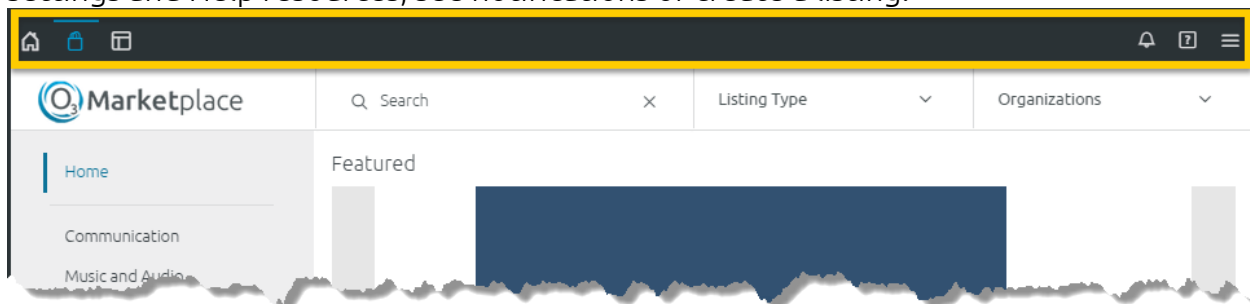 settings and Help resources, see notifications or create a listing.
O3 Marketplace
Search
Listing Type
Organizations
Home
Featured
Communication
Music and Audio